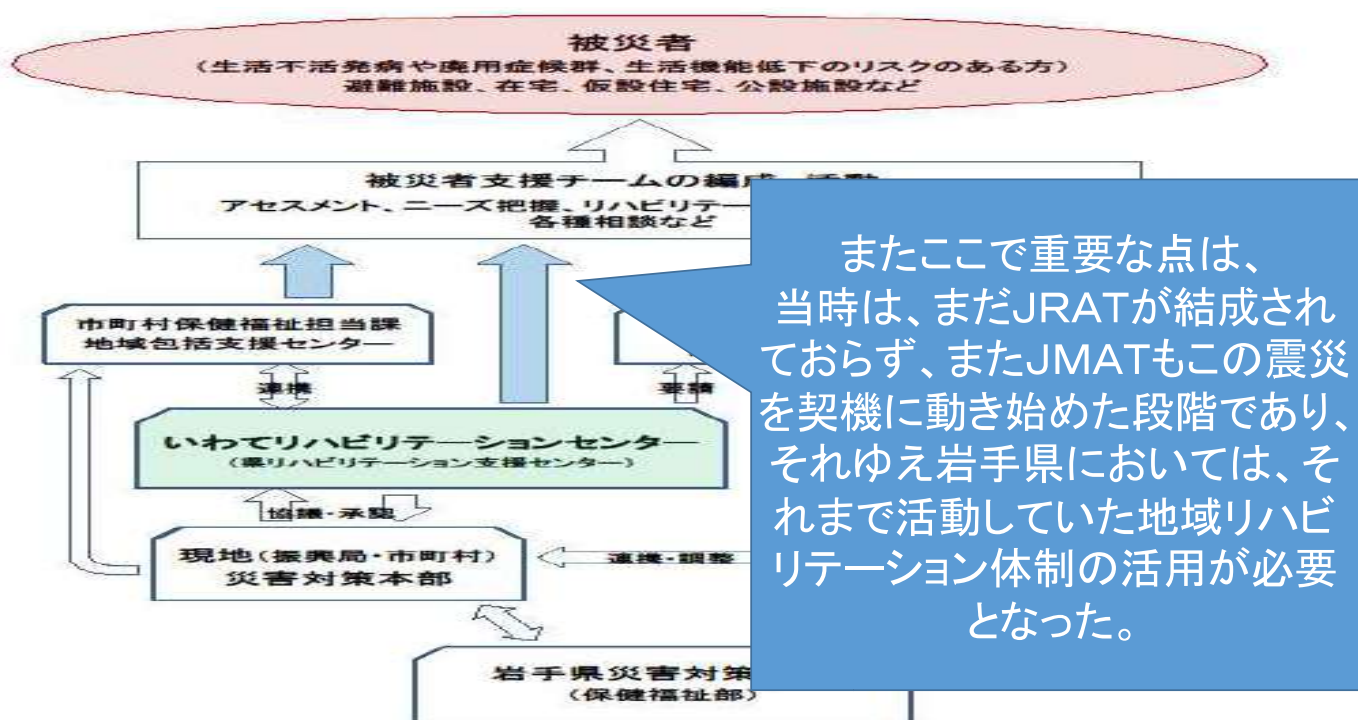 被災者
(生活不活発病や廃用症候群、生活機能低下のリスクのある方)
避難施設、在宅、仮設住宅、公設施設など
被災者支援チームの編成
アセスメント、ニーズ把握、リハビリテー
各種相談など
市町村保健福祉担当課
地域包括支援センター
連携
要請
いわてリハビリテーションセンター
(県リハビリテーション支援センター)
協議・承認
現地(振興局・市町村)
災害対策本部
連携・調整
岩手県災害対策
(保健福祉部)
またここで重要な点は、
当時は、まだJRATが結成され
ておらず、またJMATもこの震災
を契機に動き始めた段階であり、
それゆえ岩手県においては、そ
れまで活動していた地域リハビ
リテーション体制の活用が必要
となった。